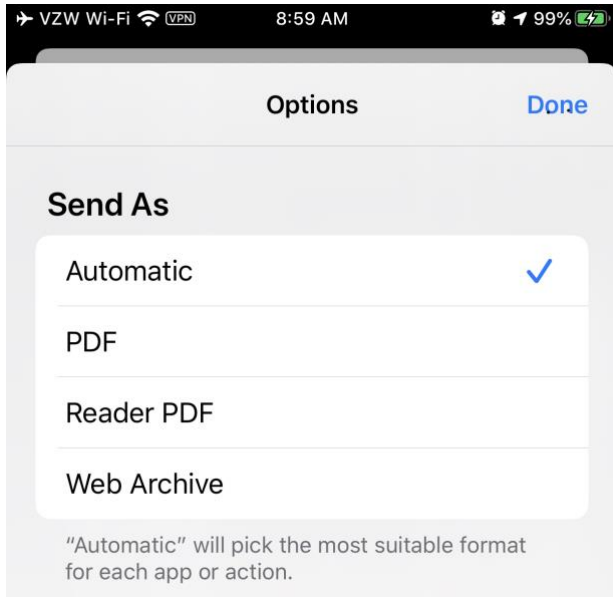 VZW Wi-Fi VPN 8:59 AM 99%
Options Done
Send As
Automatic
PDF
Reader PDF
Web Archive
“Automatic” will pick the most suitable format
for each app or action.